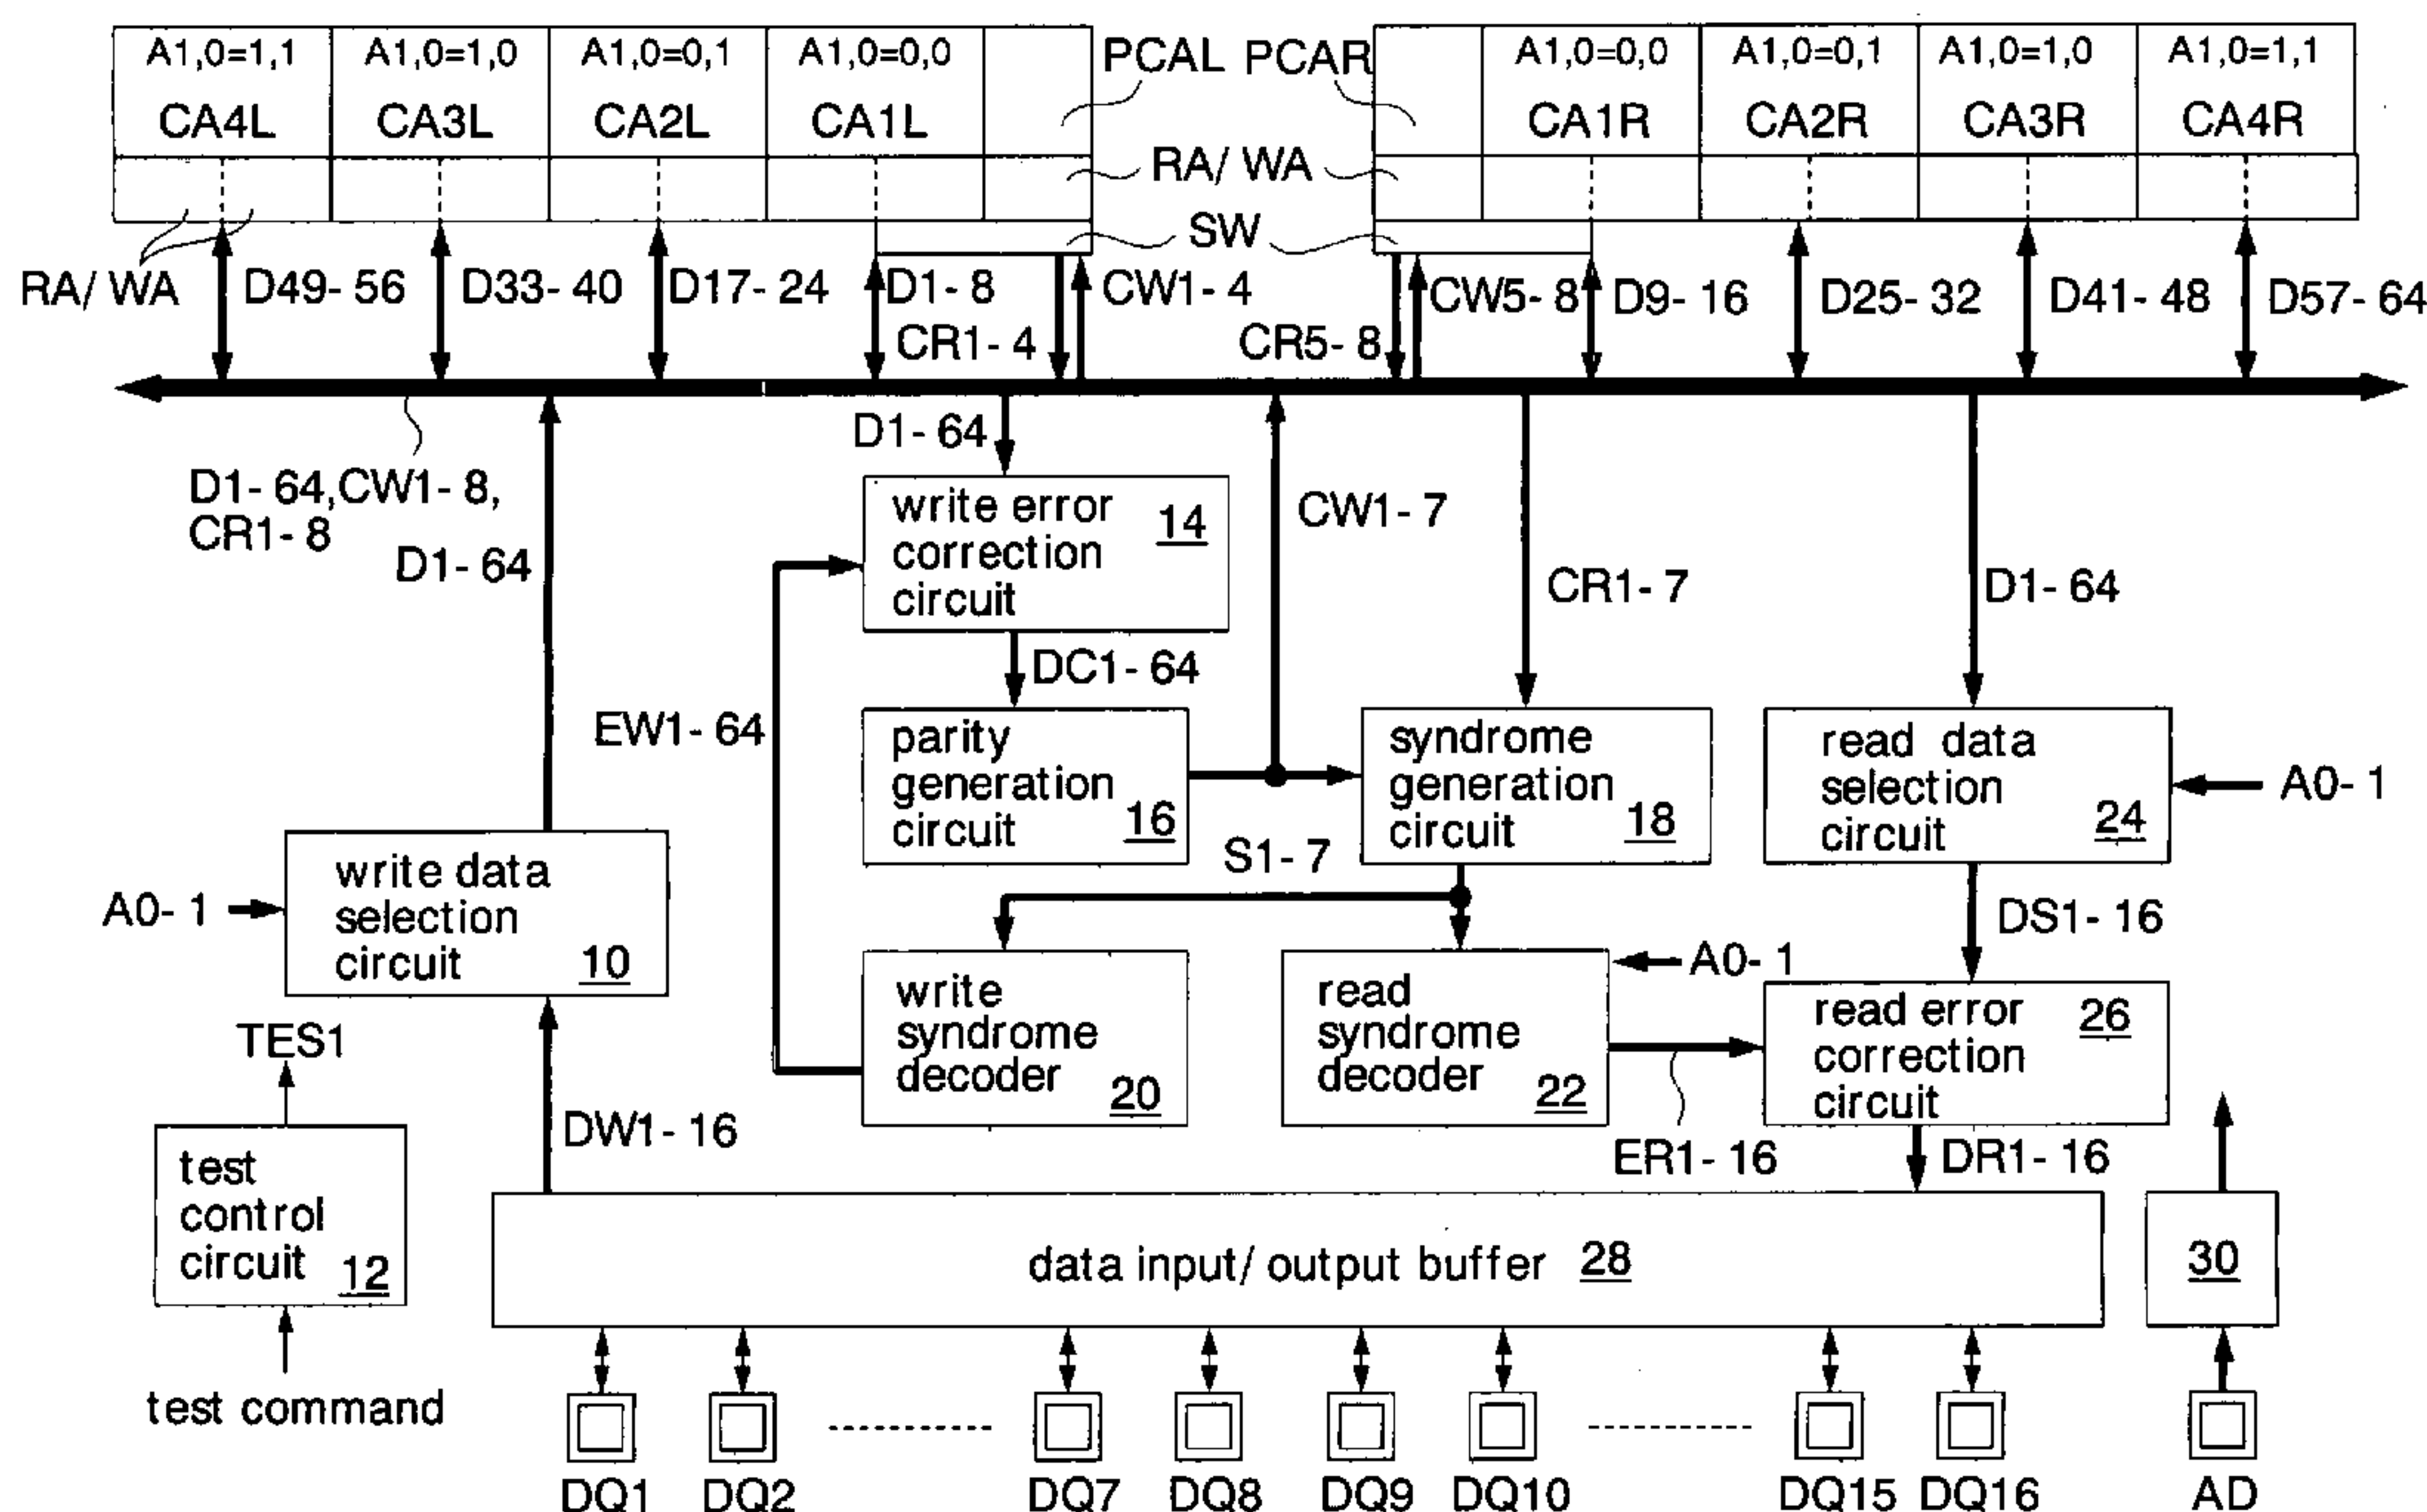 A1,0=1,1 A1,0=1,0 A1,0=0,1 A1,0=0,0 PCAL PCAR A1,0=0,0 A1,0=0,1 A1,0=1,0 A1,0=1,1
CA4L CA3L CA2L CA1L CA1R CA2R CA3R CA4R
RA/ WA
SW
RA/ WA D49- 56 D33- 40 D17- 24 D1- 8 CW1- 4 CW5- 8 D9- 16 D25- 32 D41- 48 D57- 64
CR1- 4 CR5- 8
D1- 64
D1- 64,CW1- 8,
CR1- 8
D1- 64
write error
correction
circuit 14
CW1- 7
CR1- 7
D1- 64
DC1- 64
EW1- 64
parity
generation
circuit 16
syndrome
generation
circuit 18
read data
selection
circuit 24
A0- 1
S1- 7
A0- 1
write data
selection
circuit 10
DS1- 16
write
syndrome
decoder 20
read
syndrome
decoder 22
A0- 1
read error
correction
circuit 26
TES1
DW1- 16
ER1- 16
DR1- 16
test
control
circuit 12
data input/ output buffer 28
30
test command
DQ1 DQ2 DQ7 DQ8 DQ9 DQ10 DQ15 DQ16 AD